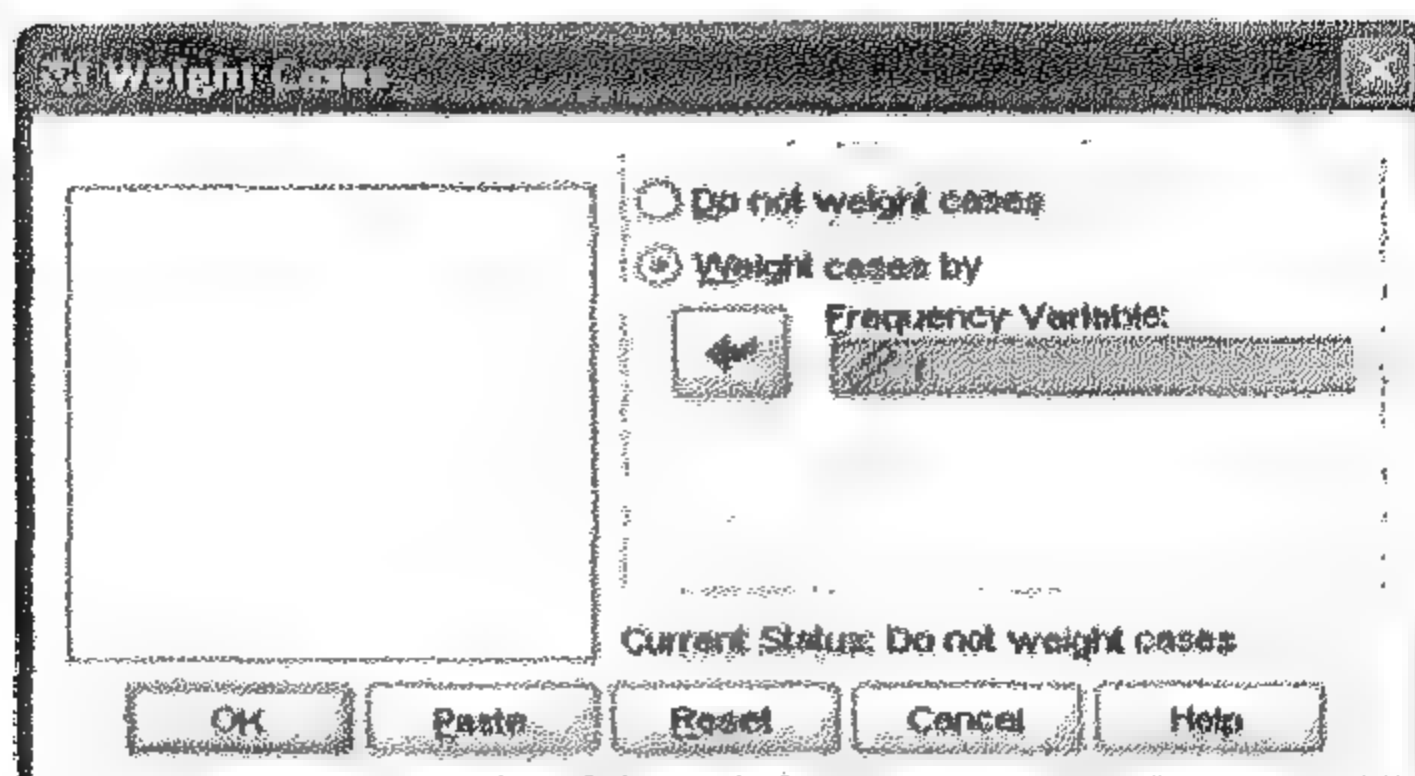 Weight Cases
Do not weight cases
Weight cases by
Frequency Variable:
f
Current Status: Do not weight cases
OK Paste Reset Cancel Help